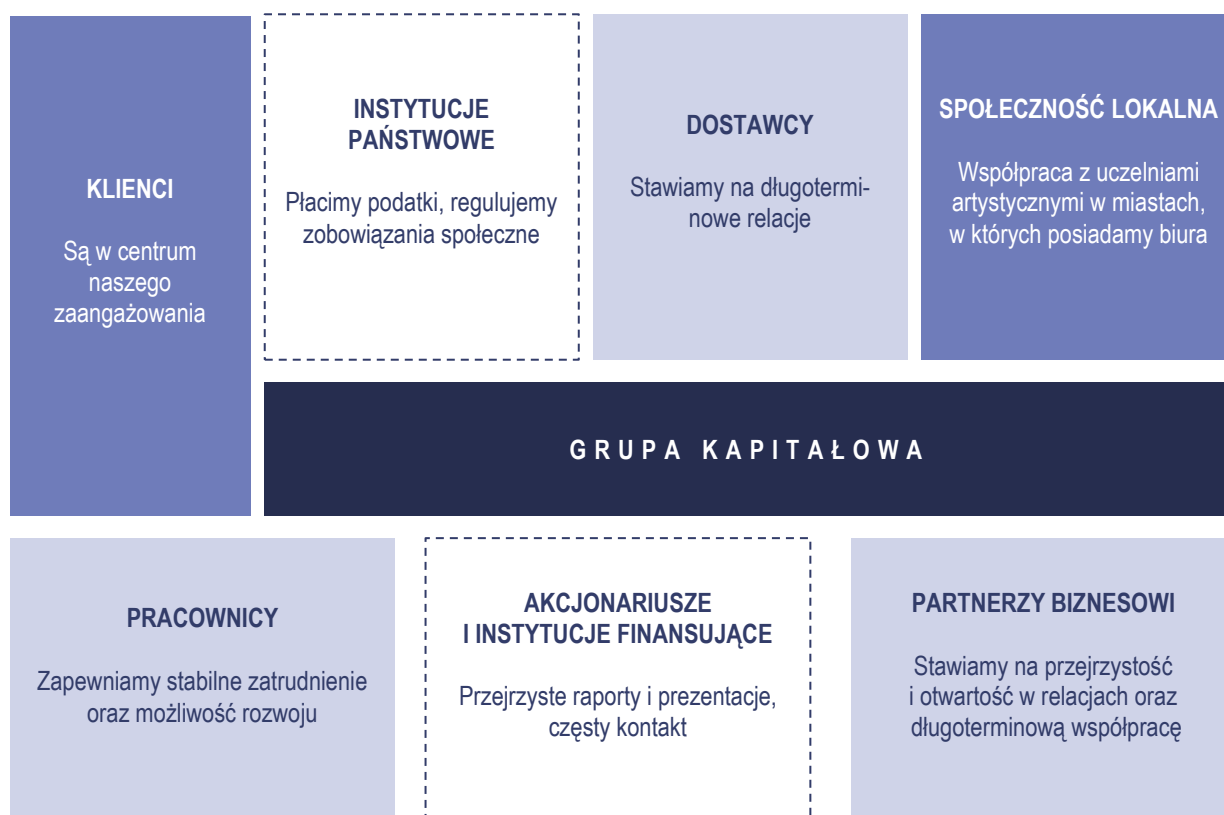 KLIENCI
Są w centrum
naszego
zaangażowania
INSTYTUCJE
PAŃSTWOWE
Płacimy podatki, regulujemy
zobowiązania społeczne
DOSTAWCY
Stawiamy na długotermi-
nowe relacje
SPOŁECZNOŚĆ LOKALNA
Współpraca z uczelniami
artystycznymi w miastach,
w których posiadamy biura
GRUPA KAPITAŁOWA
PRACOWNICY
Zapewniamy stabilne zatrudnienie
oraz możliwość rozwoju
AKCJONARIUSZE
I INSTYTUCJE FINANSUJĄCE
Przejrzyste raporty i prezentacje,
częsty kontakt
PARTNERZY BIZNESOWI
Stawiamy na przejrzystość
i otwartość w relacjach oraz
długoterminową współpracę